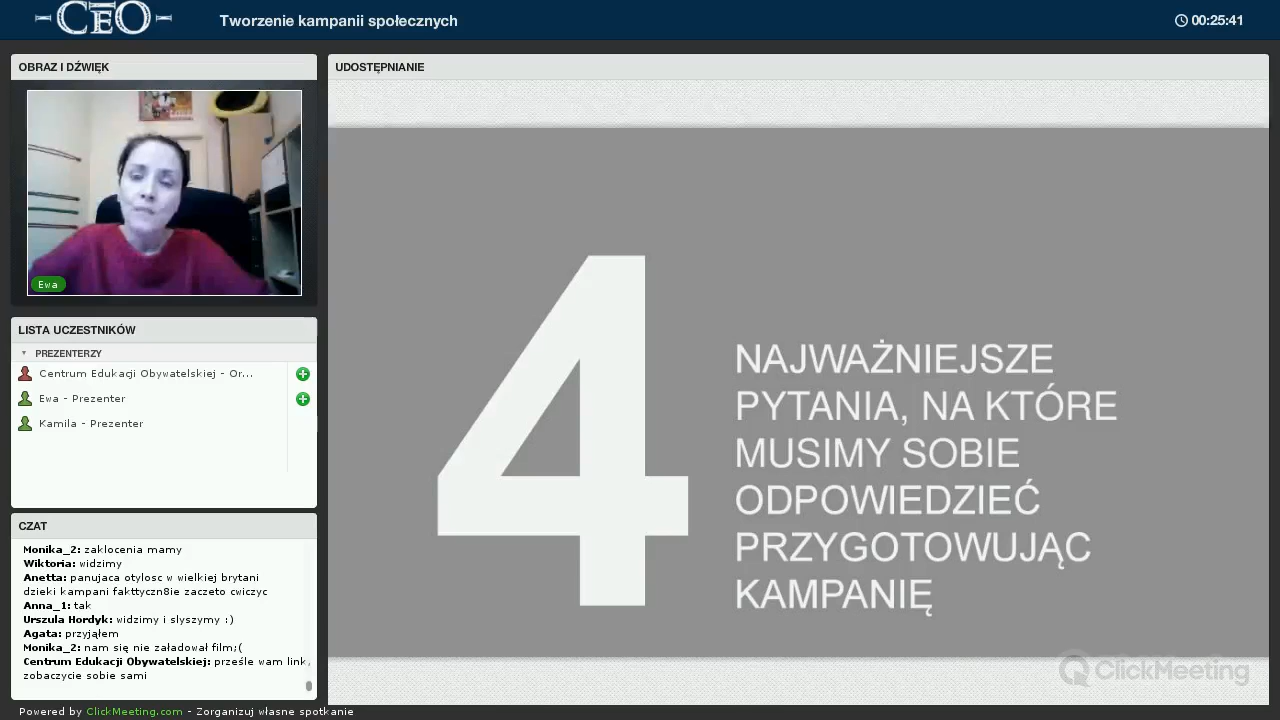 CEO
Tworzenie kampanii społecznych
00:25:41
OBRAZ I DŹWIĘK
Ewa
LISTA UCZESTNIKÓW
PREZENTERZY
Centrum Edukacji Obywatelskiej - Or...
Ewa - Prezenter
Kamila - Prezenter
CZAT
Monika_2: zaklocenia mamy
Wiktoria: widzimy
Anetta: panujaca otylosc w wielkiej brytani
dzieki kampani fakttyczn8ie zaczeto cwiczyc
Anna_1: tak
Urszula Hordyk: widzimy i slyszymy :)
Agata: przyjąłem
Monika_2: nam się nie załadował film;(
Centrum Edukacji Obywatelskiej: prześle wam link,
zobaczycie sobie sami
UDOSTĘPNIANIE
4
NAJWAŻNIEJSZE
PYTANIA, NA KTÓRE
MUSIMY SOBIE
ODPOWIEDZIEĆ
PRZYGOTOWUJĄC
KAMPANIĘ
ClickMeeting
Powered by ClickMeeting.com - Zorganizuj własne spotkanie